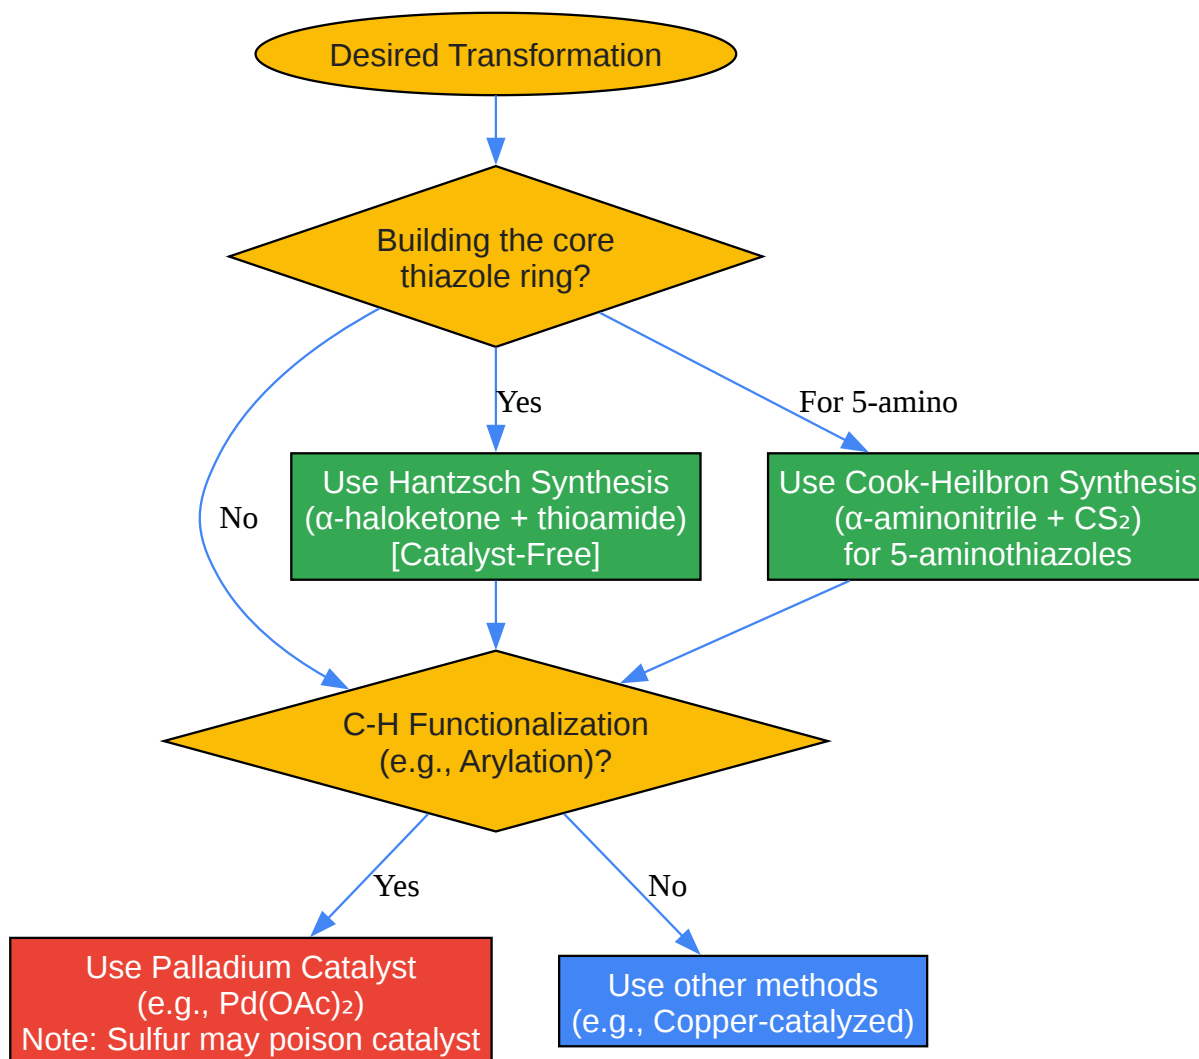 Desired Transformation
Building the core
thiazole ring?
Yes
For 5-amino
No
Use Hantzsch Synthesis
(α-haloketone + thioamide)
[Catalyst-Free]
Use Cook-Heilbron Synthesis
(α-aminonitrile + CS₂)
for 5-aminothiazoles
C-H Functionalization
(e.g., Arylation)?
Yes
No
Use Palladium Catalyst
(e.g., Pd(OAc)₂)
Note: Sulfur may poison catalyst
Use other methods
(e.g., Copper-catalyzed)